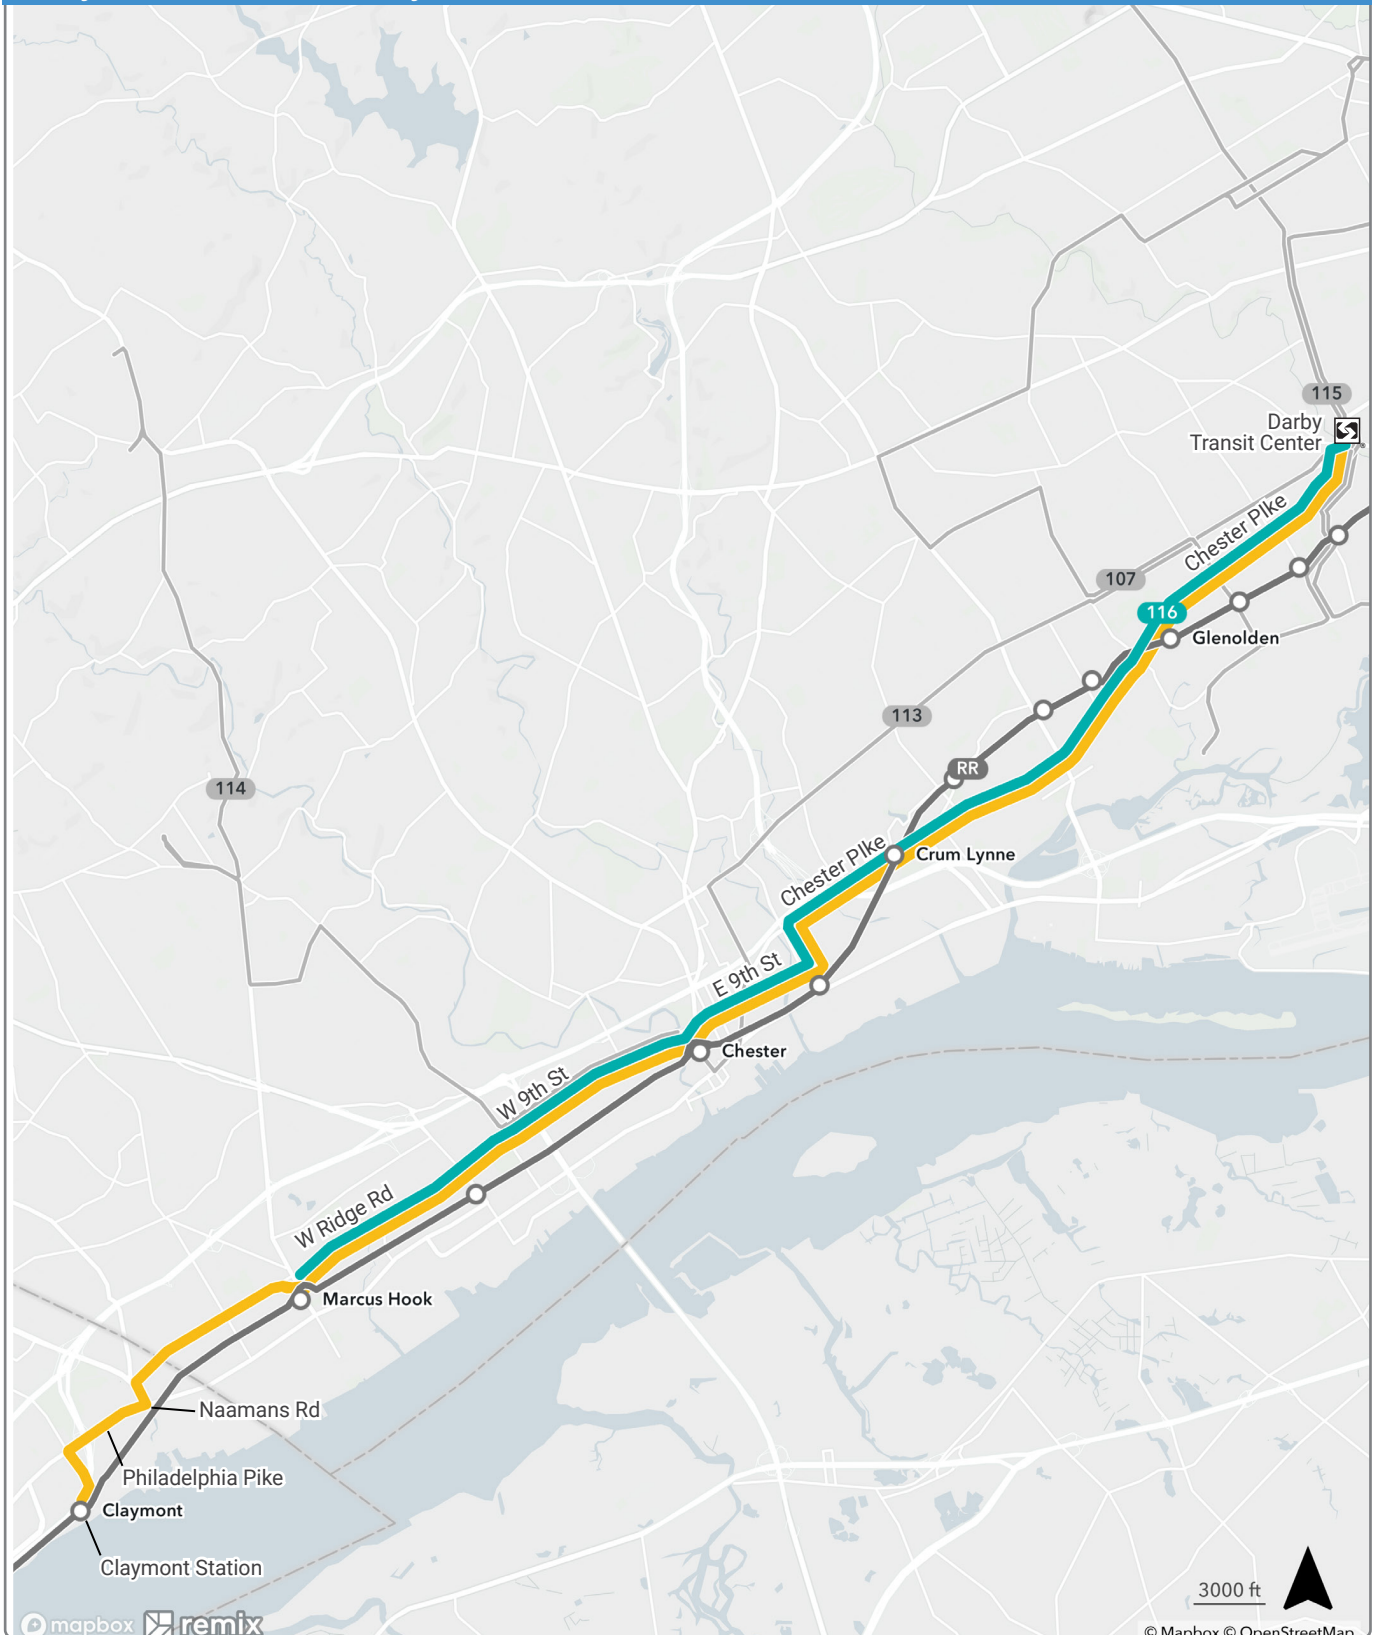 115
Darby
Transit Center
Chester PIke
107
116
Glenolden
113
RR
114
Chester PIke
Crum Lynne
E 9th St
Chester
W 9th St
W Ridge Rd
Marcus Hook
Naamans Rd
Philadelphia Pike
Claymont
Claymont Station
3000 ft
mapbox remix
© Mapbox © OpenStreetMap